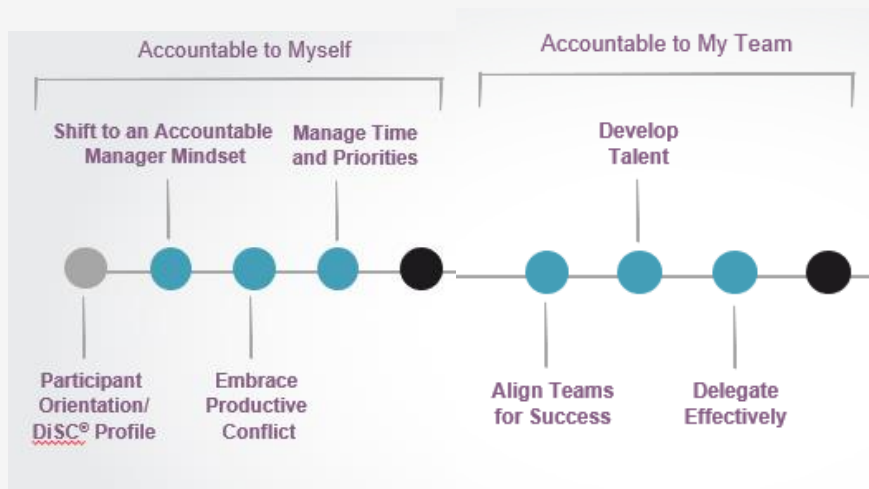 Accountable to Myself
Shift to an Accountable
Manager Mindset
Manage Time
and Priorities
Participant
Orientation/
DiSC® Profile
Embrace
Productive
Conflict
Accountable to My Team
Develop
Talent
Align Teams
for Success
Delegate
Effectively